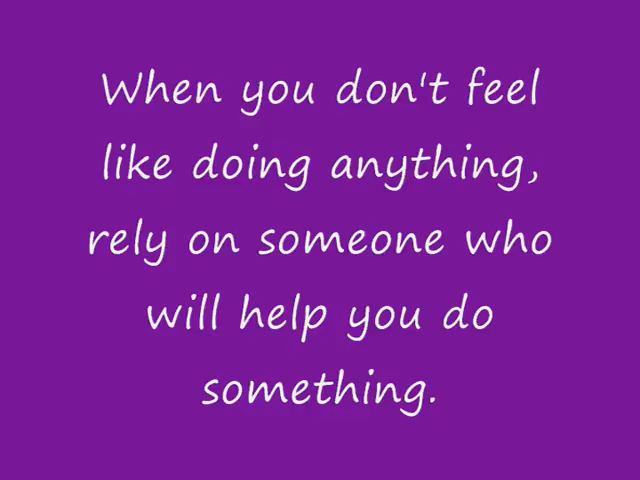 When you don't feel
like doing anything,
rely on someone who
will help you do
something.